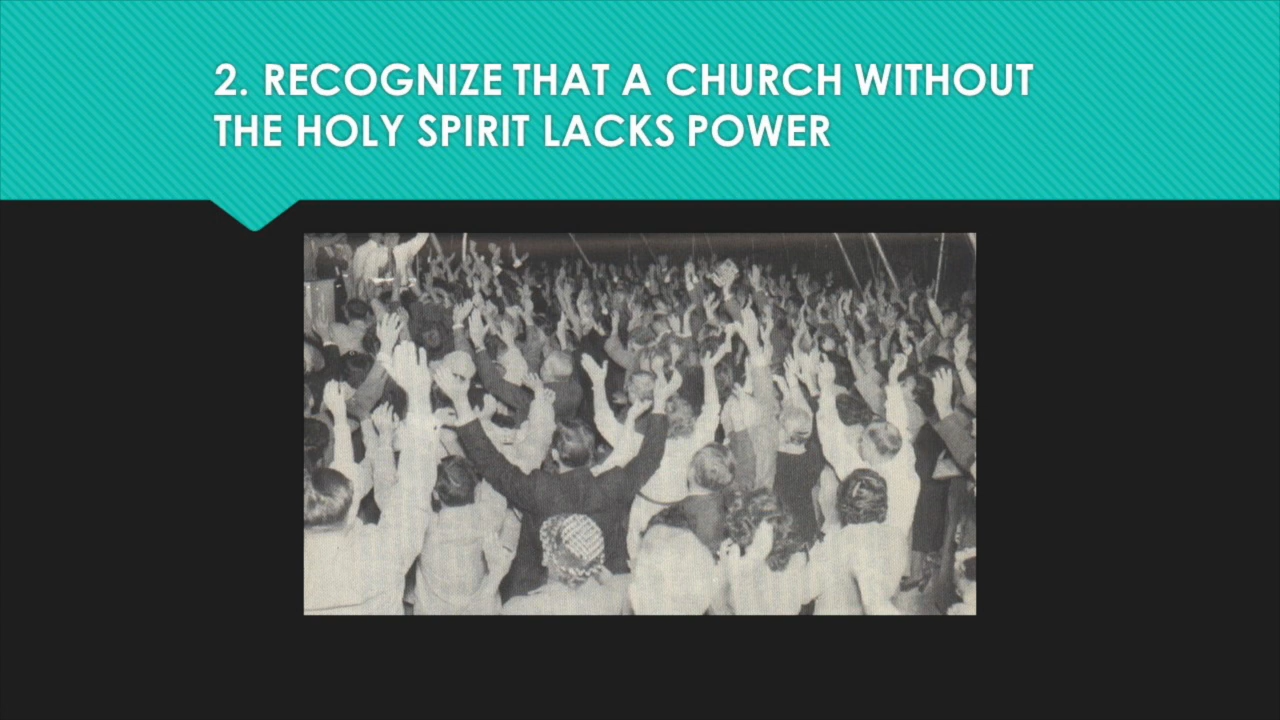 2. RECOGNIZE THAT A CHURCH WITHOUT
THE HOLY SPIRIT LACKS POWER